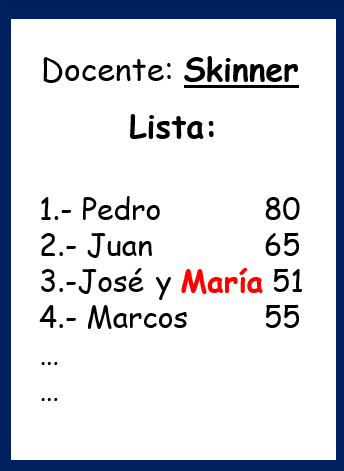 Docente: Skinner
Lista:
1.- Pedro 80
2.- Juan 65
3.-José y María 51
4.- Marcos 55
...
...